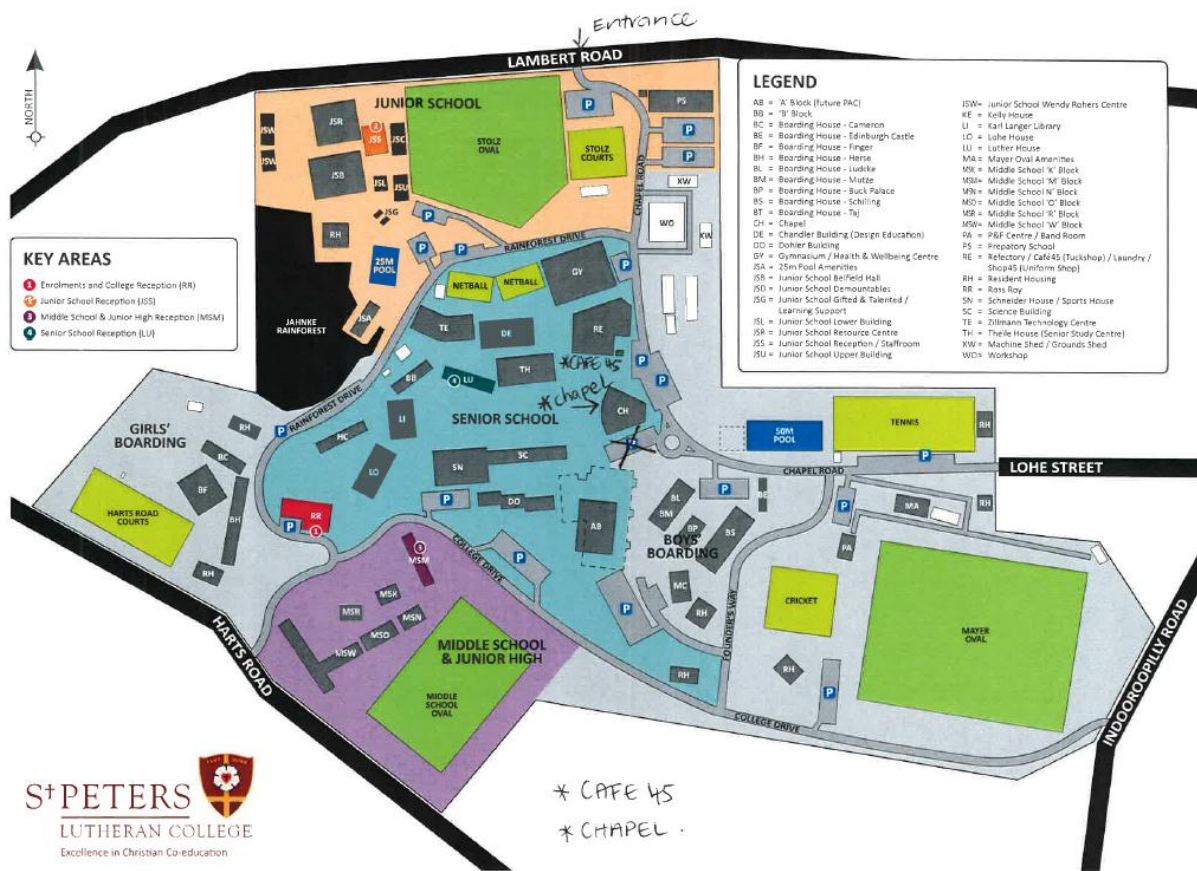 Entrance
LAMBERT ROAD
NORTH
JUNIOR SCHOOL
JSR
2
JSS
JSC
JSW
JSW
JSB
JSL
JSU
JSG
RH
STOLZ
OVAL
STOLZ
COURTS
P
PS
P
P
XW
WO
XW
CHAPEL ROAD
P
P
25M
POOL
RAINFOREST DRIVE
JSA
JAHNKE
RAINFOREST
LEGEND
AB = 'A' Block (future PAC)
BB = 'B' Block
BC = Boarding House - Cameron
BE = Boarding House - Edinburgh Castle
BF = Boarding House - Finger
BH = Boarding House - Herse
BL = Boarding House - Ludcke
BM = Boarding House - Mutze
BP = Boarding House - Buck Palace
BS = Boarding House - Schilling
BT = Boarding House - Taj
CH = Chapel
DE = Chandler Building (Design Education)
DO = Dohler Building
GY = Gymnasium / Health & Wellbeing Centre
JSA = 25m Pool Amenities
JSB = Junior School Belfield Hall
JSD = Junior School Demountables
JSG = Junior School Gifted & Talented /
Learning Support
JSL = Junior School Lower Building
JSR = Junior School Resource Centre
JSS = Junior School Reception / Staffroom
JSU = Junior School Upper Building
JSW= Junior School Wendy Rohers Centre
KE = Kelly House
LI = Karl Langer Library
LO = Lohe House
LU = Luther House
MA = Mayer Oval Amenities
MSK = Middle School 'K' Block
MSM= Middle School 'M' Block
MSN = Middle School N' Block
MSO = Middle School 'O' Block
MSR = Middle School 'R' Block
MSW= Middle School 'W' Block
PA = P&F Centre / Band Room
PS = Prepatory School
RE = Refectory / Café45 (Tuckshop) / Laundry /
Shop45 (Uniform Shop)
RH = Resident Housing
RR = Ross Roy
SN = Schneider House / Sports House
SC = Science Building
TE = Zillmann Technology Centre
TH = Theile House (Senior Study Centre)
XW = Machine Shed / Grounds Shed
WO= Workshop
KEY AREAS
1 Enrolments and College Reception (RR)
2 Junior School Reception (JSS)
3 Middle School & Junior High Reception (MSM)
4 Senior School Reception (LU)
NETBALL
NETBALL
GY
P
TE
DE
RE
* CAFE 45
TH
BB
4 LU
* chapel
CH
P
P
LI
SENIOR SCHOOL
HC
LO
SN
SC
P
DO
AB
GIRLS'
BOARDING
RH
BC
BF
BH
HARTS ROAD
COURTS
RH
RAINFOREST DRIVE
P
RR
1
P
3
MSM
COLLEGE DRIVE
P
P
50M
POOL
TENNIS
RH
P
CHAPEL ROAD
LOHE STREET
BL
BM
BP
BS
BE
P
BOYS'
BOARDING
MC
RH
P
MA
RH
PA
CRICKET
MAYER
OVAL
FOUNDER'S WAY
RH
RH
P
COLLEGE DRIVE
INDOOROOPILLY ROAD
MSK
MSR
MSN
MSO
MSW
MIDDLE SCHOOL
& JUNIOR HIGH
MIDDLE
SCHOOL
OVAL
HARTS ROAD
St PETERS
LUTHERAN COLLEGE
Excellence in Christian Co-education
* CAFE 45
* CHAPEL.